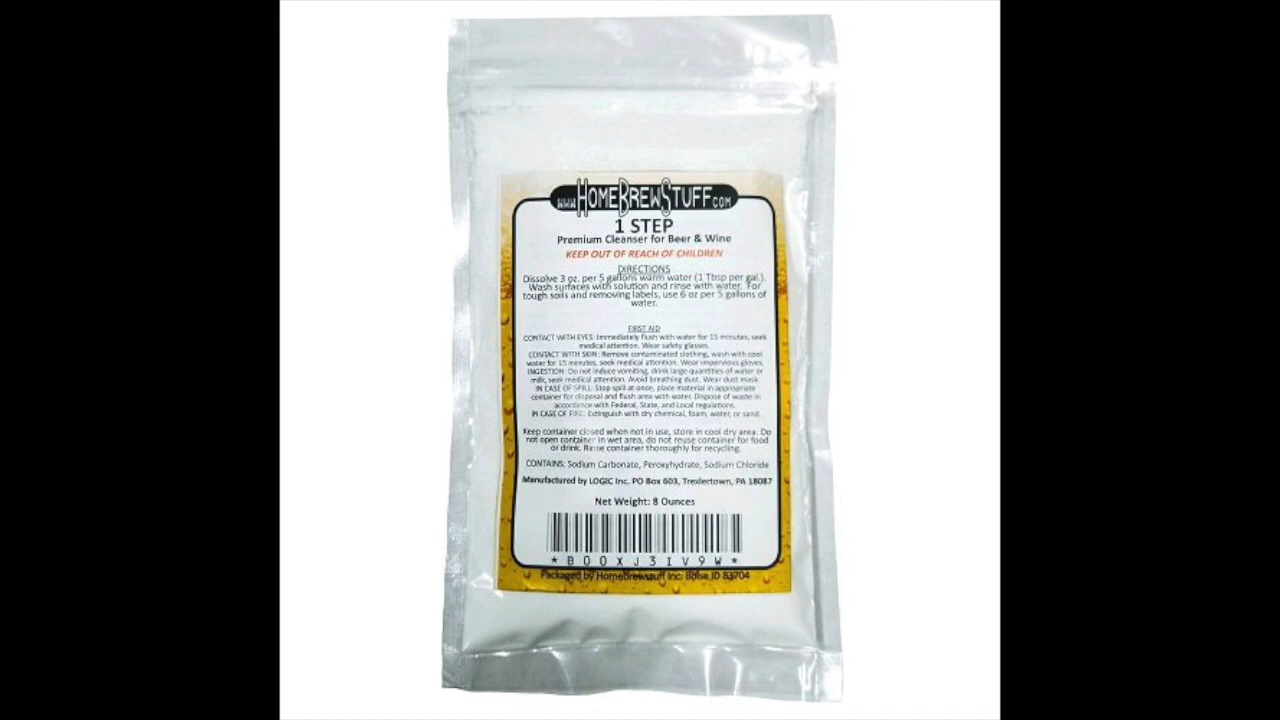 www.HOMEBREWSTUFF.COM
1 STEP
Premium Cleanser for Beer & Wine
KEEP OUT OF REACH OF CHILDREN
DIRECTIONS
Dissolve 3 oz. per 5 gallons warm water (1 Tbsp per gal.).
Wash surfaces with solution and rinse with water. For
tough soils and removing labels, use 6 oz per 5 gallons of
water.
FIRST AID
CONTACT WITH EYES: Immediately flush with water for 15 minutes, seek
medical attention. Wear safety glasses.
CONTACT WITH SKIN: Remove contaminated clothing, wash with cool
water for 15 minutes, seek medical attention. Wear impervious gloves.
INGESTION: Do not induce vomiting, drink large quantities of water or
milk, seek medical attention. Avoid breathing dust. Wear dust mask.
IN CASE OF SPILL: Stop spill at once, place material in appropriate
container for disposal and flush area with water. Dispose of waste in
accordance with Federal, State, and Local regulations.
IN CASE OF FIRE: Extinguish with dry chemical, foam, water, or sand.
Keep container closed when not in use, store in cool dry area. Do
not open container in wet area, do not reuse container for food
or drink. Rinse container thoroughly for recycling.
CONTAINS: Sodium Carbonate, Peroxyhydrate, Sodium Chloride
Manufactured by LOGIC Inc. PO Box 603, Trexlertown, PA 18087
Net Weight: 8 Ounces
*B00XJ3IV9W*
Packaged by HomeBrewStuff Inc. Boise ID 83704